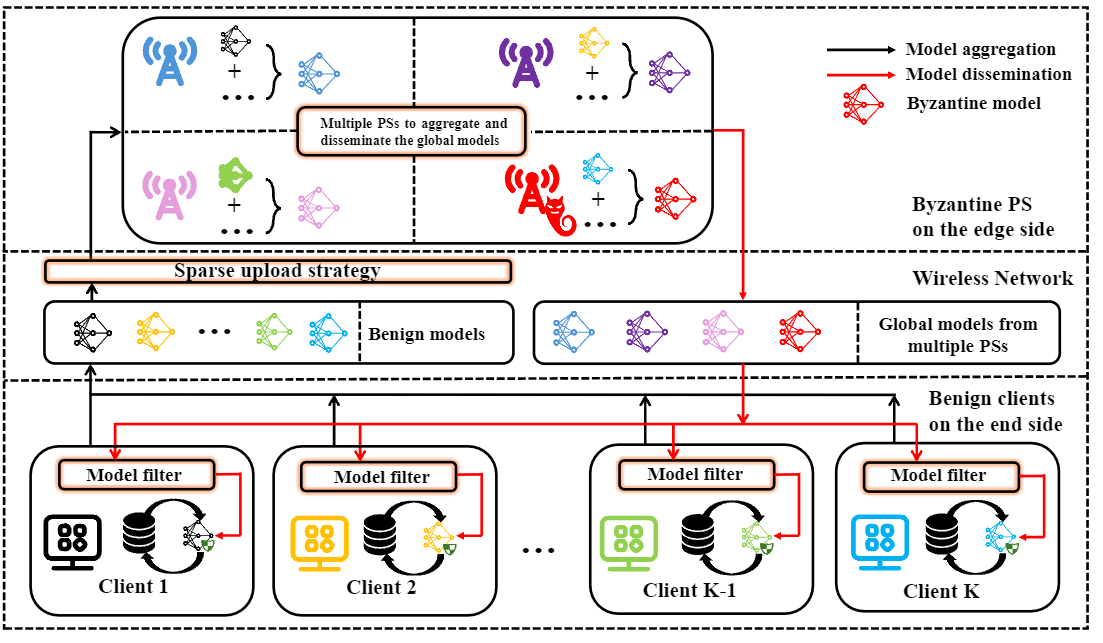 Model aggregation
Model dissemination
Byzantine model
Multiple PSs to aggregate and
disseminate the global models
Byzantine PS
on the edge side
Sparse upload strategy
Wireless Network
Benign models
Global models from
multiple PSs
Benign clients
on the end side
Model filter
Model filter
Model filter
Model filter
Client 1
Client 2
Client K-1
Client K